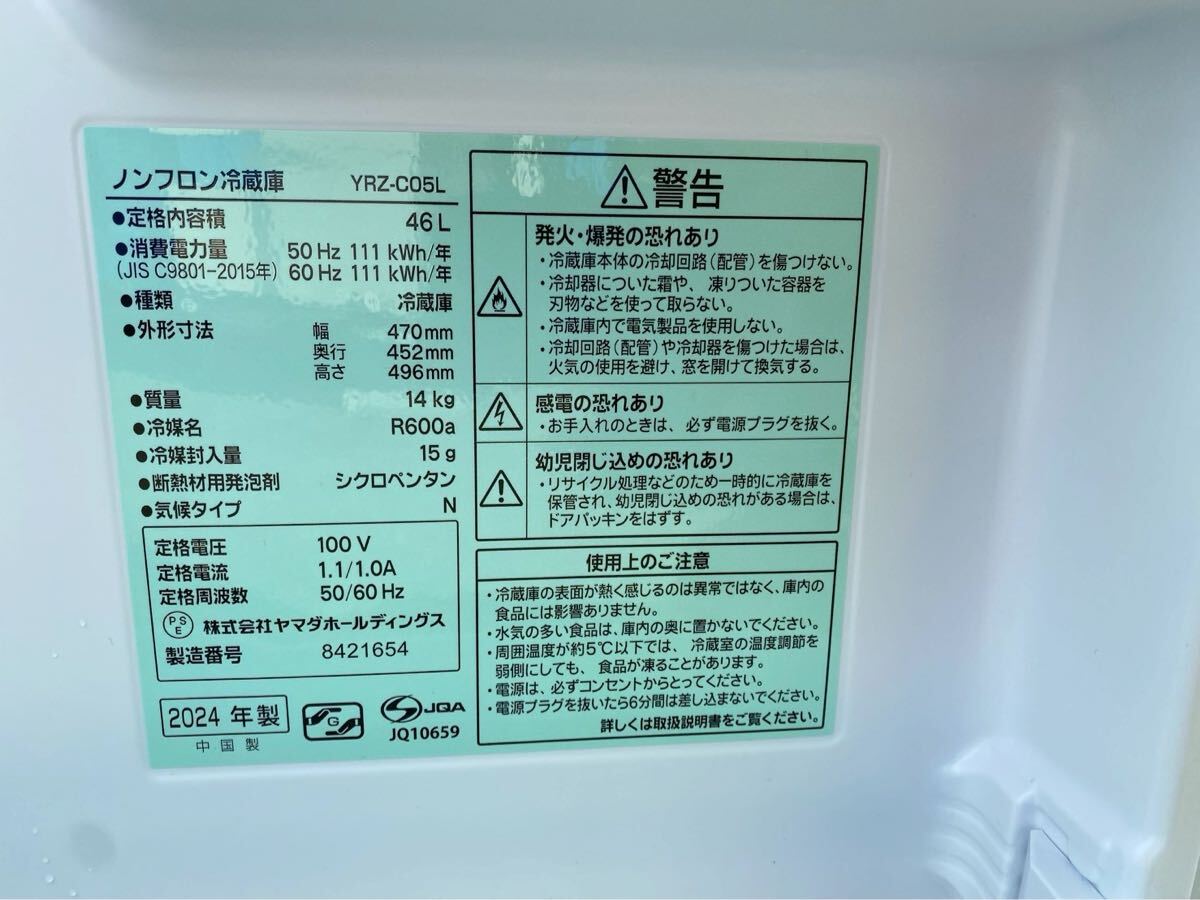 ノンフロン冷蔵庫 YRZ-C05L
●定格内容積 46 L
●消費電力量 50 Hz 111 kWh/年
(JIS C9801-2015年) 60 Hz 111 kWh/年
●種類 冷蔵庫
●外形寸法 幅 470mm
奥行 452mm
高さ 496mm
●質量 14 kg
●冷媒名 R600a
●冷媒封入量 15 g
●断熱材用発泡剤 シクロペンタン
●気候タイプ N
定格電圧 100 V
定格電流 1.1/1.0A
定格周波数 50/60 Hz
PS
E 株式会社ヤマダホールディングス
製造番号 8421654
2024 年製
中国製
G
JQA
JQ10659
警告
発火・爆発の恐れあり
・冷蔵庫本体の冷却回路(配管)を傷つけない。
・冷却器についた霜や、凍りついた容器を
刃物などを使って取らない。
・冷蔵庫内で電気製品を使用しない。
・冷却回路(配管)や冷却器を傷つけた場合は、
火気の使用を避け、窓を開けて換気する。
感電の恐れあり
・お手入れのときは、必ず電源プラグを抜く。
幼児閉じ込めの恐れあり
・リサイクル処理などのため一時的に冷蔵庫を
保管され、幼児閉じ込めの恐れがある場合は、
ドアパッキンをはずす。
使用上のご注意
・冷蔵庫の表面が熱く感じるのは異常ではなく、庫内の
食品には影響ありません。
・水気の多い食品は、庫内の奥に置かないでください。
・周囲温度が約5℃以下では、冷蔵室の温度調節を
弱側にしても、食品が凍ることがあります。
・電源は、必ずコンセントからとってください。
・電源プラグを抜いたら6分間は差し込まないでください。
詳しくは取扱説明書をご覧ください。